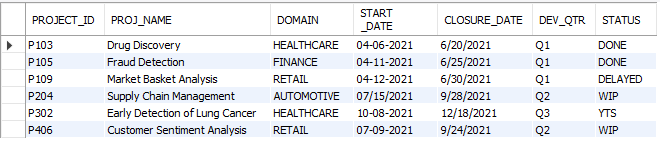 PROJECT_ID PROJ_NAME DOMAIN START _DATE CLOSURE_DATE DEV_QTR STATUS
P103 Drug Discovery HEALTHCARE 04-06-2021 6/20/2021 Q1 DONE
P105 Fraud Detection FINANCE 04-11-2021 6/25/2021 Q1 DONE
P109 Market Basket Analysis RETAIL 04-12-2021 6/30/2021 Q1 DELAYED
P204 Supply Chain Management AUTOMOTIVE 07/15/2021 9/28/2021 Q2 WIP
P302 Early Detection of Lung Cancer HEALTHCARE 10-08-2021 12/18/2021 Q3 YTS
P406 Customer Sentiment Analysis RETAIL 07-09-2021 9/24/2021 Q2 WIP